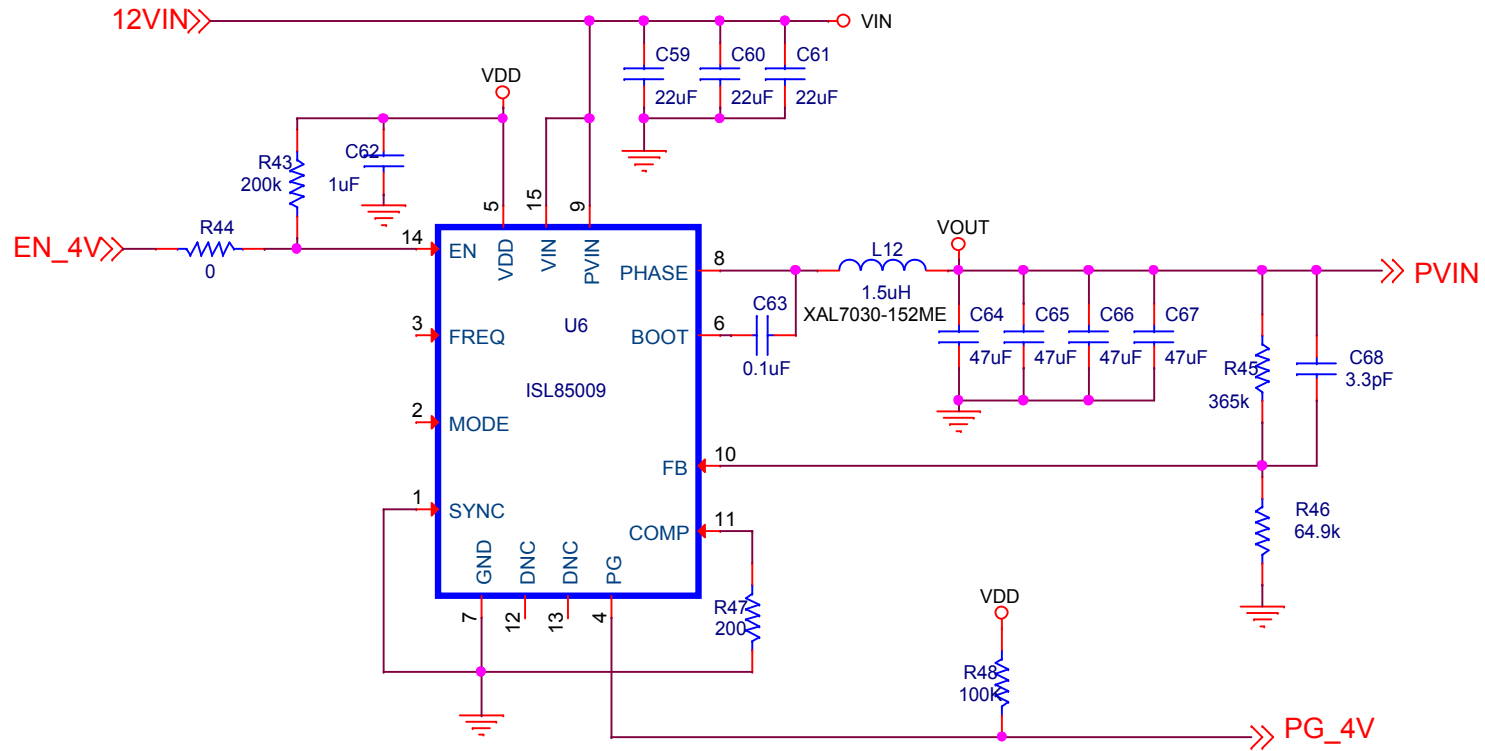 12VIN
VIN
C59
C60
C61
22uF
22uF
22uF
VDD
R43
200k
C62
1uF
R44
0
EN_4V
5
15
9
14
EN
VDD
VIN
PVIN
PHASE
8
3
FREQ
U6
BOOT
6
ISL85009
2
MODE
FB
10
1
SYNC
COMP
11
GND
DNC
DNC
PG
7
12
13
4
C63
0.1uF
L12
1.5uH
XAL7030-152ME
VOUT
PVIN
C64
C65
C66
C67
47uF
47uF
47uF
47uF
R45
365k
C68
3.3pF
R46
64.9k
R47
200
VDD
R48
100K
PG_4V